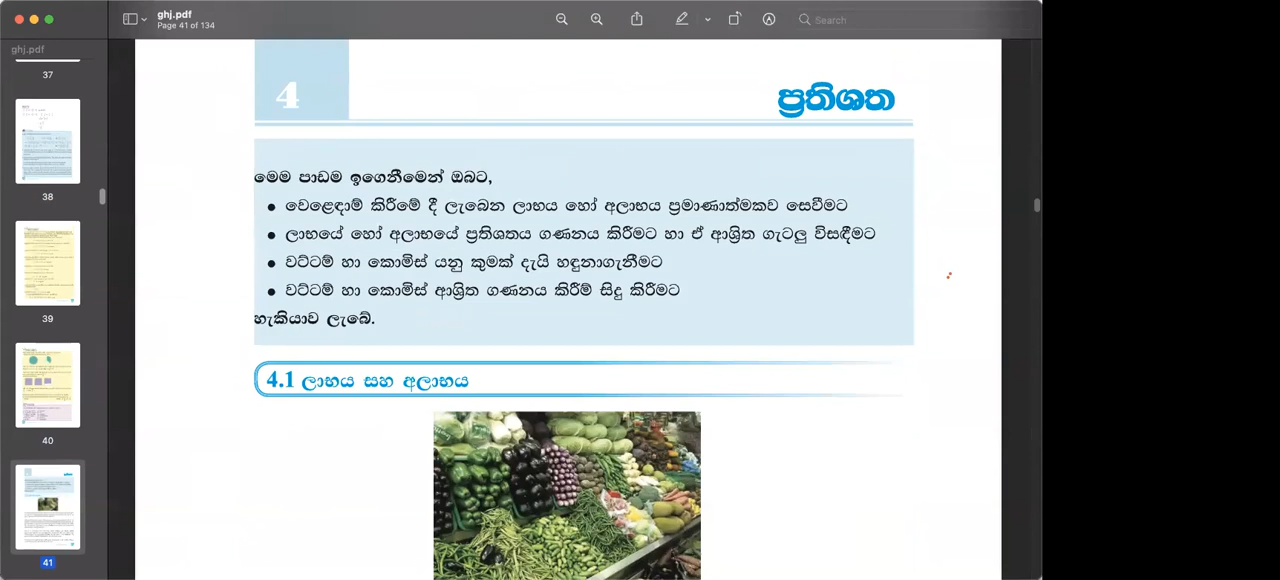 ghj.pdf
Page 41 of 134
Search
ghj.pdf
37
38
39
40
41
4
ප්‍රතිශත
මෙම පාඩම ඉගෙනීමෙන් ඔබට,
● වෙළෙඳාම් කිරීමේ දී ලැබෙන ලාභය හෝ අලාභය ප්‍රමාණාත්මකව සෙවීමට
● ලාභයේ හෝ අලාභයේ ප්‍රතිශතය ගණනය කිරීමට හා ඒ ආශ්‍රිත ගැටලු විසඳීමට
● වට්ටම් හා කොමිස් යනු කුමක් දැයි හඳුනාගැනීමට
● වට්ටම් හා කොමිස් ආශ්‍රිත ගණනය කිරීම් සිදු කිරීමට
හැකියාව ලැබේ.
4.1 ලාභය සහ අලාභය